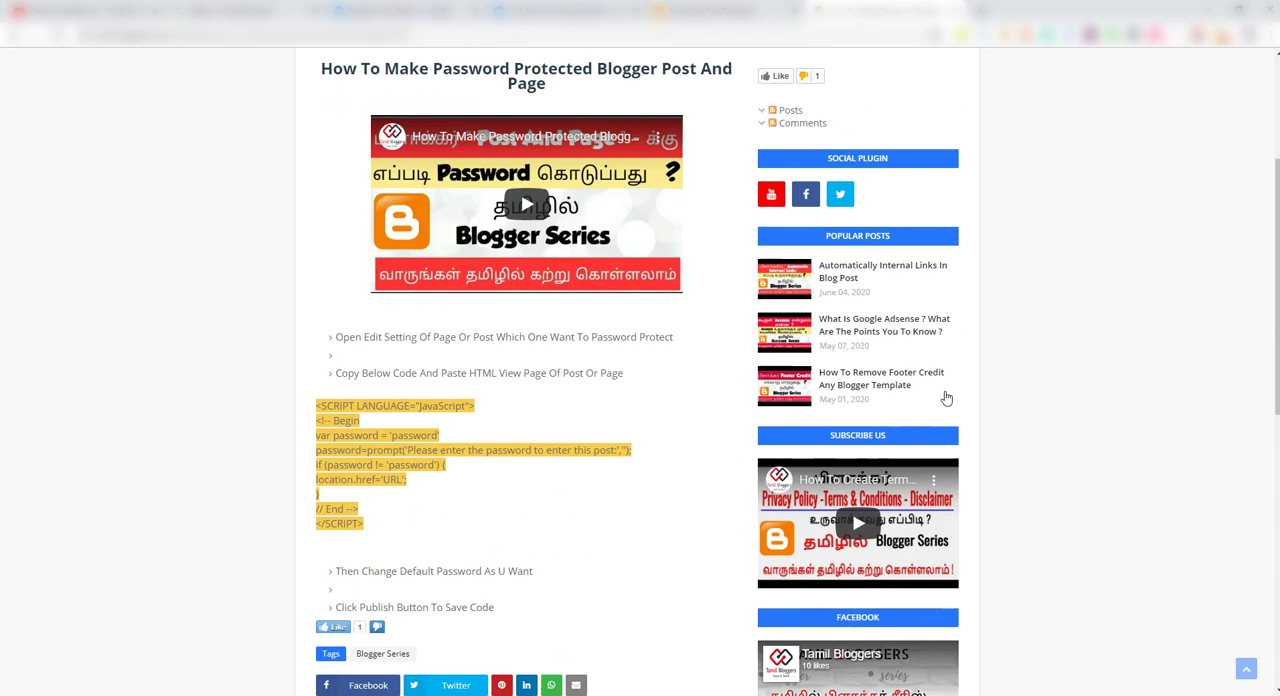 How To Make Password Protected Blogger Post And
Page
How To Make Password Protected Blogg...
Post And Page
க்கு
எப்படி Password கொடுப்பது ?
தமிழில்
Blogger Series
வாருங்கள் தமிழில் கற்று கொள்ளலாம்
› Open Edit Setting Of Page Or Post Which One Want To Password Protect
›
› Copy Below Code And Paste HTML View Page Of Post Or Page
<SCRIPT LANGUAGE="JavaScript">
<!-- Begin
var password = 'password'
password=prompt('Please enter the password to enter this post:','');
if (password != 'password') {
location.href='URL';
}
// End -->
</SCRIPT>
› Then Change Default Password As U Want
›
› Click Publish Button To Save Code
Like 1
Tags Blogger Series
Facebook Twitter
Like 1
Posts
Comments
SOCIAL PLUGIN
POPULAR POSTS
Automatically Internal Links In
Blog Post
June 04, 2020
What Is Google Adsense ? What
Are The Points You To Know ?
May 07, 2020
How To Remove Footer Credit
Any Blogger Template
May 01, 2020
SUBSCRIBE US
How To Create Term...
Privacy Policy -Terms & Conditions - Disclaimer
உருவாக்குவது எப்பிடி ?
தமிழில் Blogger Series
வாருங்கள் தமிழில் கற்று கொள்ளலாம் !
FACEBOOK
Tamil Bloggers
10 likes